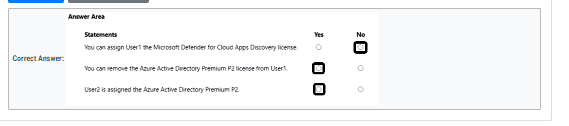 Answer Area
Statements Yes No
You can assign User1 the Microsoft Defender for Cloud Apps Discovery license.
Correct Answer:
You can remove the Azure Active Directory Premium P2 license from User1.
User2 is assigned the Azure Active Directory Premium P2.